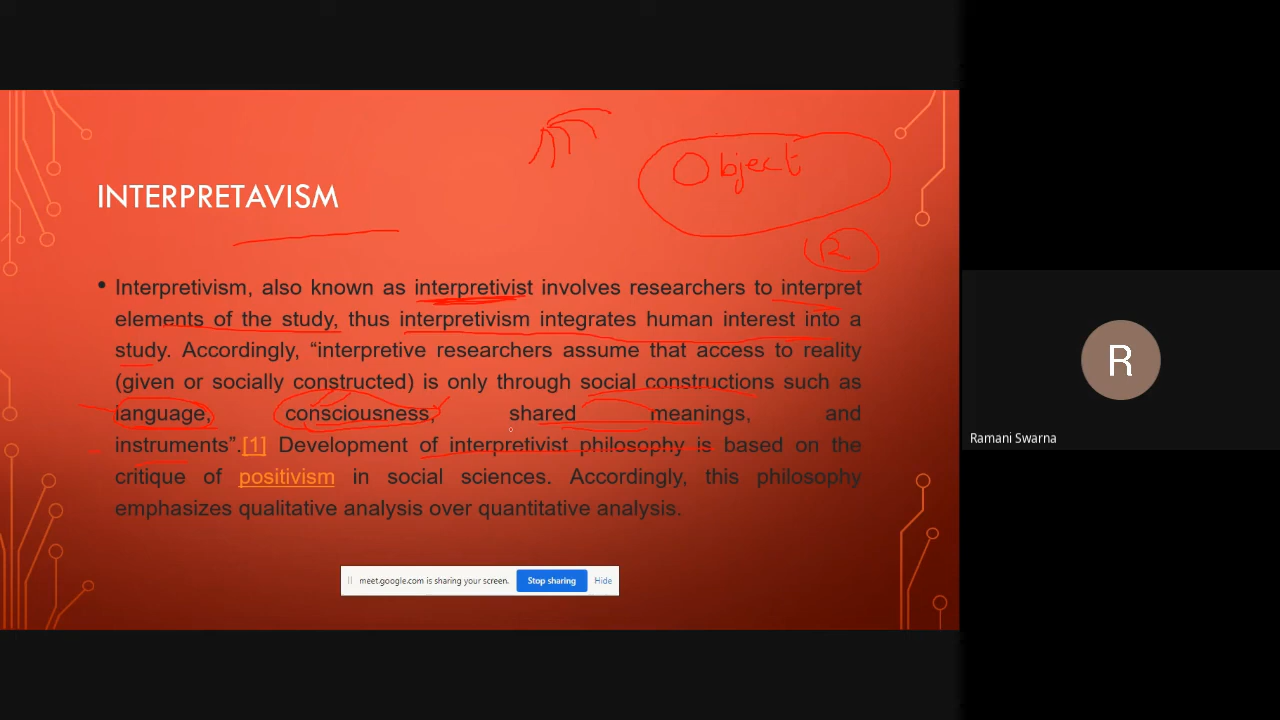 Object
INTERPRETAVISM
R
• Interpretivism, also known as interpretivist involves researchers to interpret
elements of the study, thus interpretivism integrates human interest into a
study. Accordingly, “interpretive researchers assume that access to reality
(given or socially constructed) is only through social constructions such as
language, consciousness, shared meanings, and
instruments”.[1] Development of interpretivist philosophy is based on the
critique of positivism in social sciences. Accordingly, this philosophy
emphasizes qualitative analysis over quantitative analysis.
meet.google.com is sharing your screen. Stop sharing Hide
R
Ramani Swarna